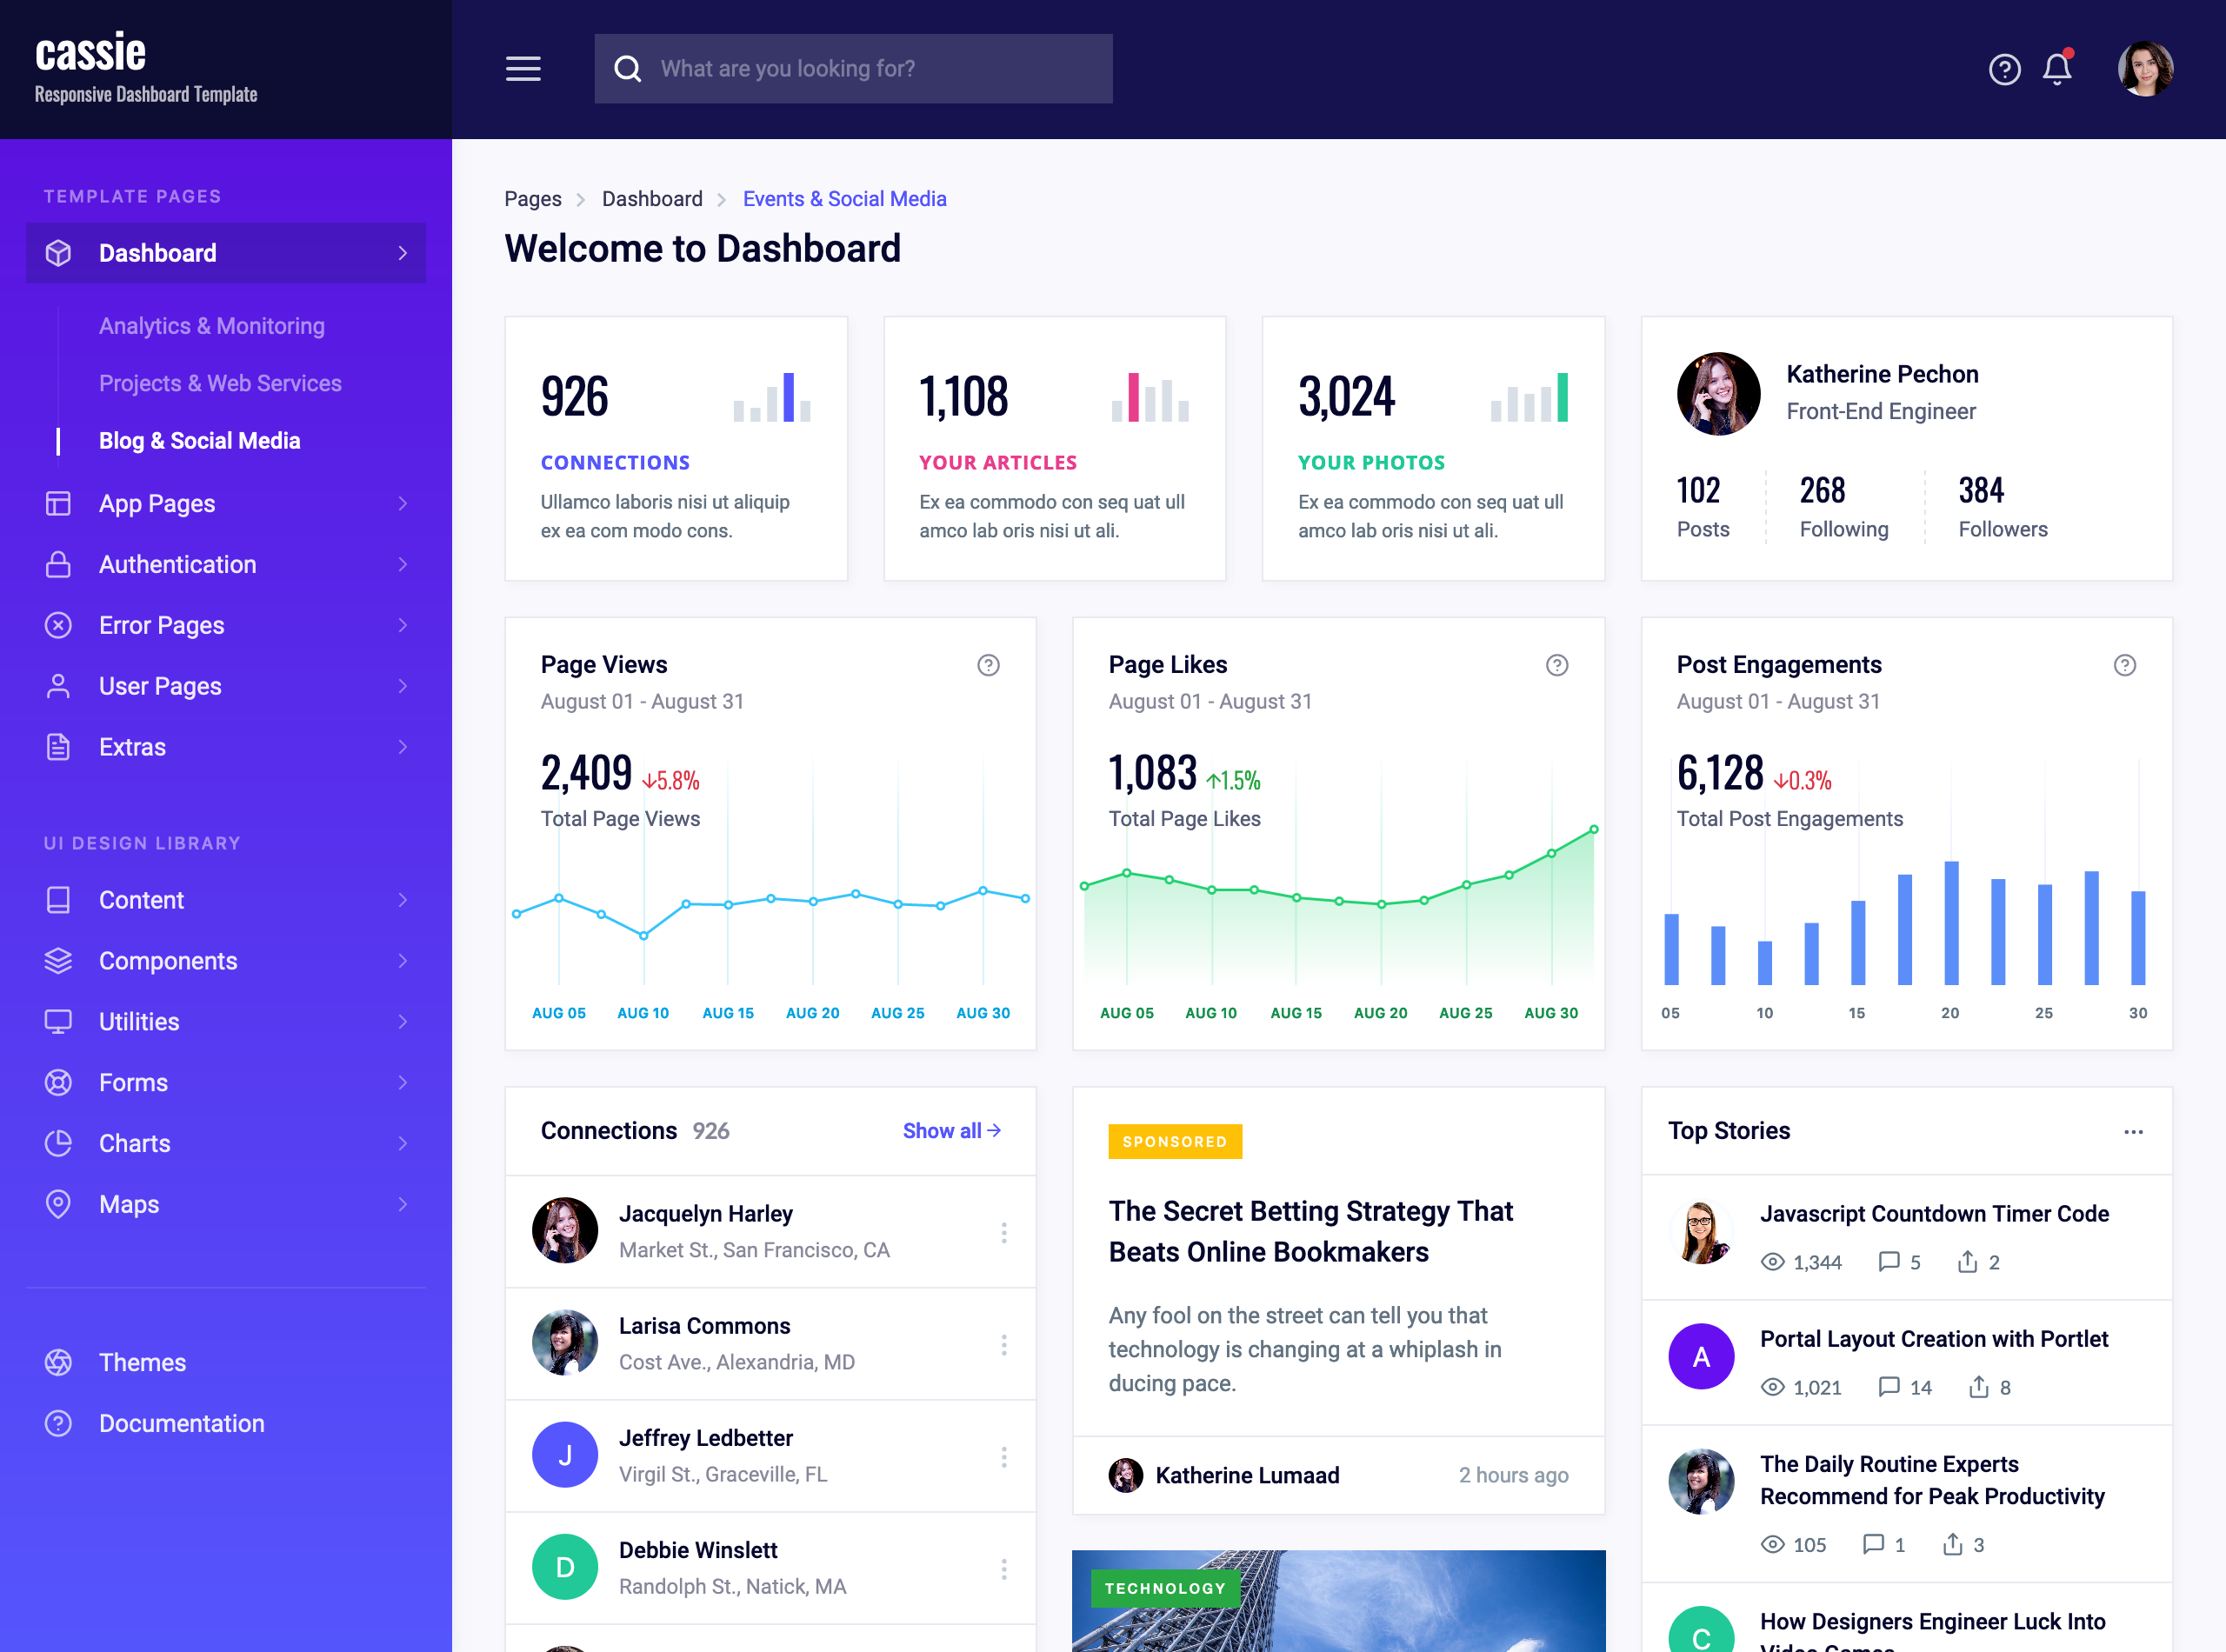 cassie
Responsive Dashboard Template
What are you looking for?
TEMPLATE PAGES
Dashboard
Analytics & Monitoring
Projects & Web Services
Blog & Social Media
App Pages
Authentication
Error Pages
User Pages
Extras
UI DESIGN LIBRARY
Content
Components
Utilities
Forms
Charts
Maps
Themes
Documentation
Pages Dashboard Events & Social Media
Welcome to Dashboard
926
CONNECTIONS
Ullamco laboris nisi ut aliquip
ex ea com modo cons.
1,108
YOUR ARTICLES
Ex ea commodo con seq uat ull
amco lab oris nisi ut ali.
3,024
YOUR PHOTOS
Ex ea commodo con seq uat ull
amco lab oris nisi ut ali.
Katherine Pechon
Front-End Engineer
102 268 384
Posts Following Followers
Page Views
August 01 - August 31
2,409 5.8%
Total Page Views
AUG 05 AUG 10 AUG 15 AUG 20 AUG 25 AUG 30
Page Likes
August 01 - August 31
1,083 1.5%
Total Page Likes
AUG 05 AUG 10 AUG 15 AUG 20 AUG 25 AUG 30
Post Engagements
August 01 - August 31
6,128 0.3%
Total Post Engagements
05 10 15 20 25 30
Connections 926 Show all
Jacquelyn Harley
Market St., San Francisco, CA
Larisa Commons
Cost Ave., Alexandria, MD
J
Jeffrey Ledbetter
Virgil St., Graceville, FL
D
Debbie Winslett
Randolph St., Natick, MA
SPONSORED
The Secret Betting Strategy That
Beats Online Bookmakers
Any fool on the street can tell you that
technology is changing at a whiplash in
ducing pace.
Katherine Lumaad 2 hours ago
TECHNOLOGY
Top Stories
Javascript Countdown Timer Code
1,344 5 2
A
Portal Layout Creation with Portlet
1,021 14 8
The Daily Routine Experts
Recommend for Peak Productivity
105 1 3
C
How Designers Engineer Luck Into
Video Games